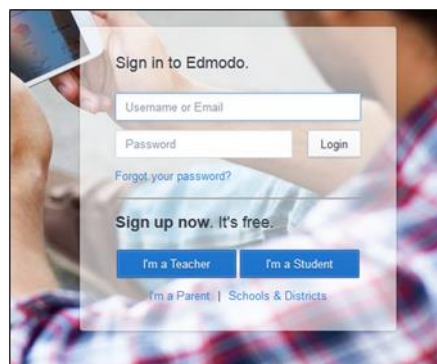 Sign in to Edmodo.
Username or Email
Password Login
Forgot your password?
Sign up now. It's free.
I'm a Teacher I'm a Student
I'm a Parent | Schools & Districts